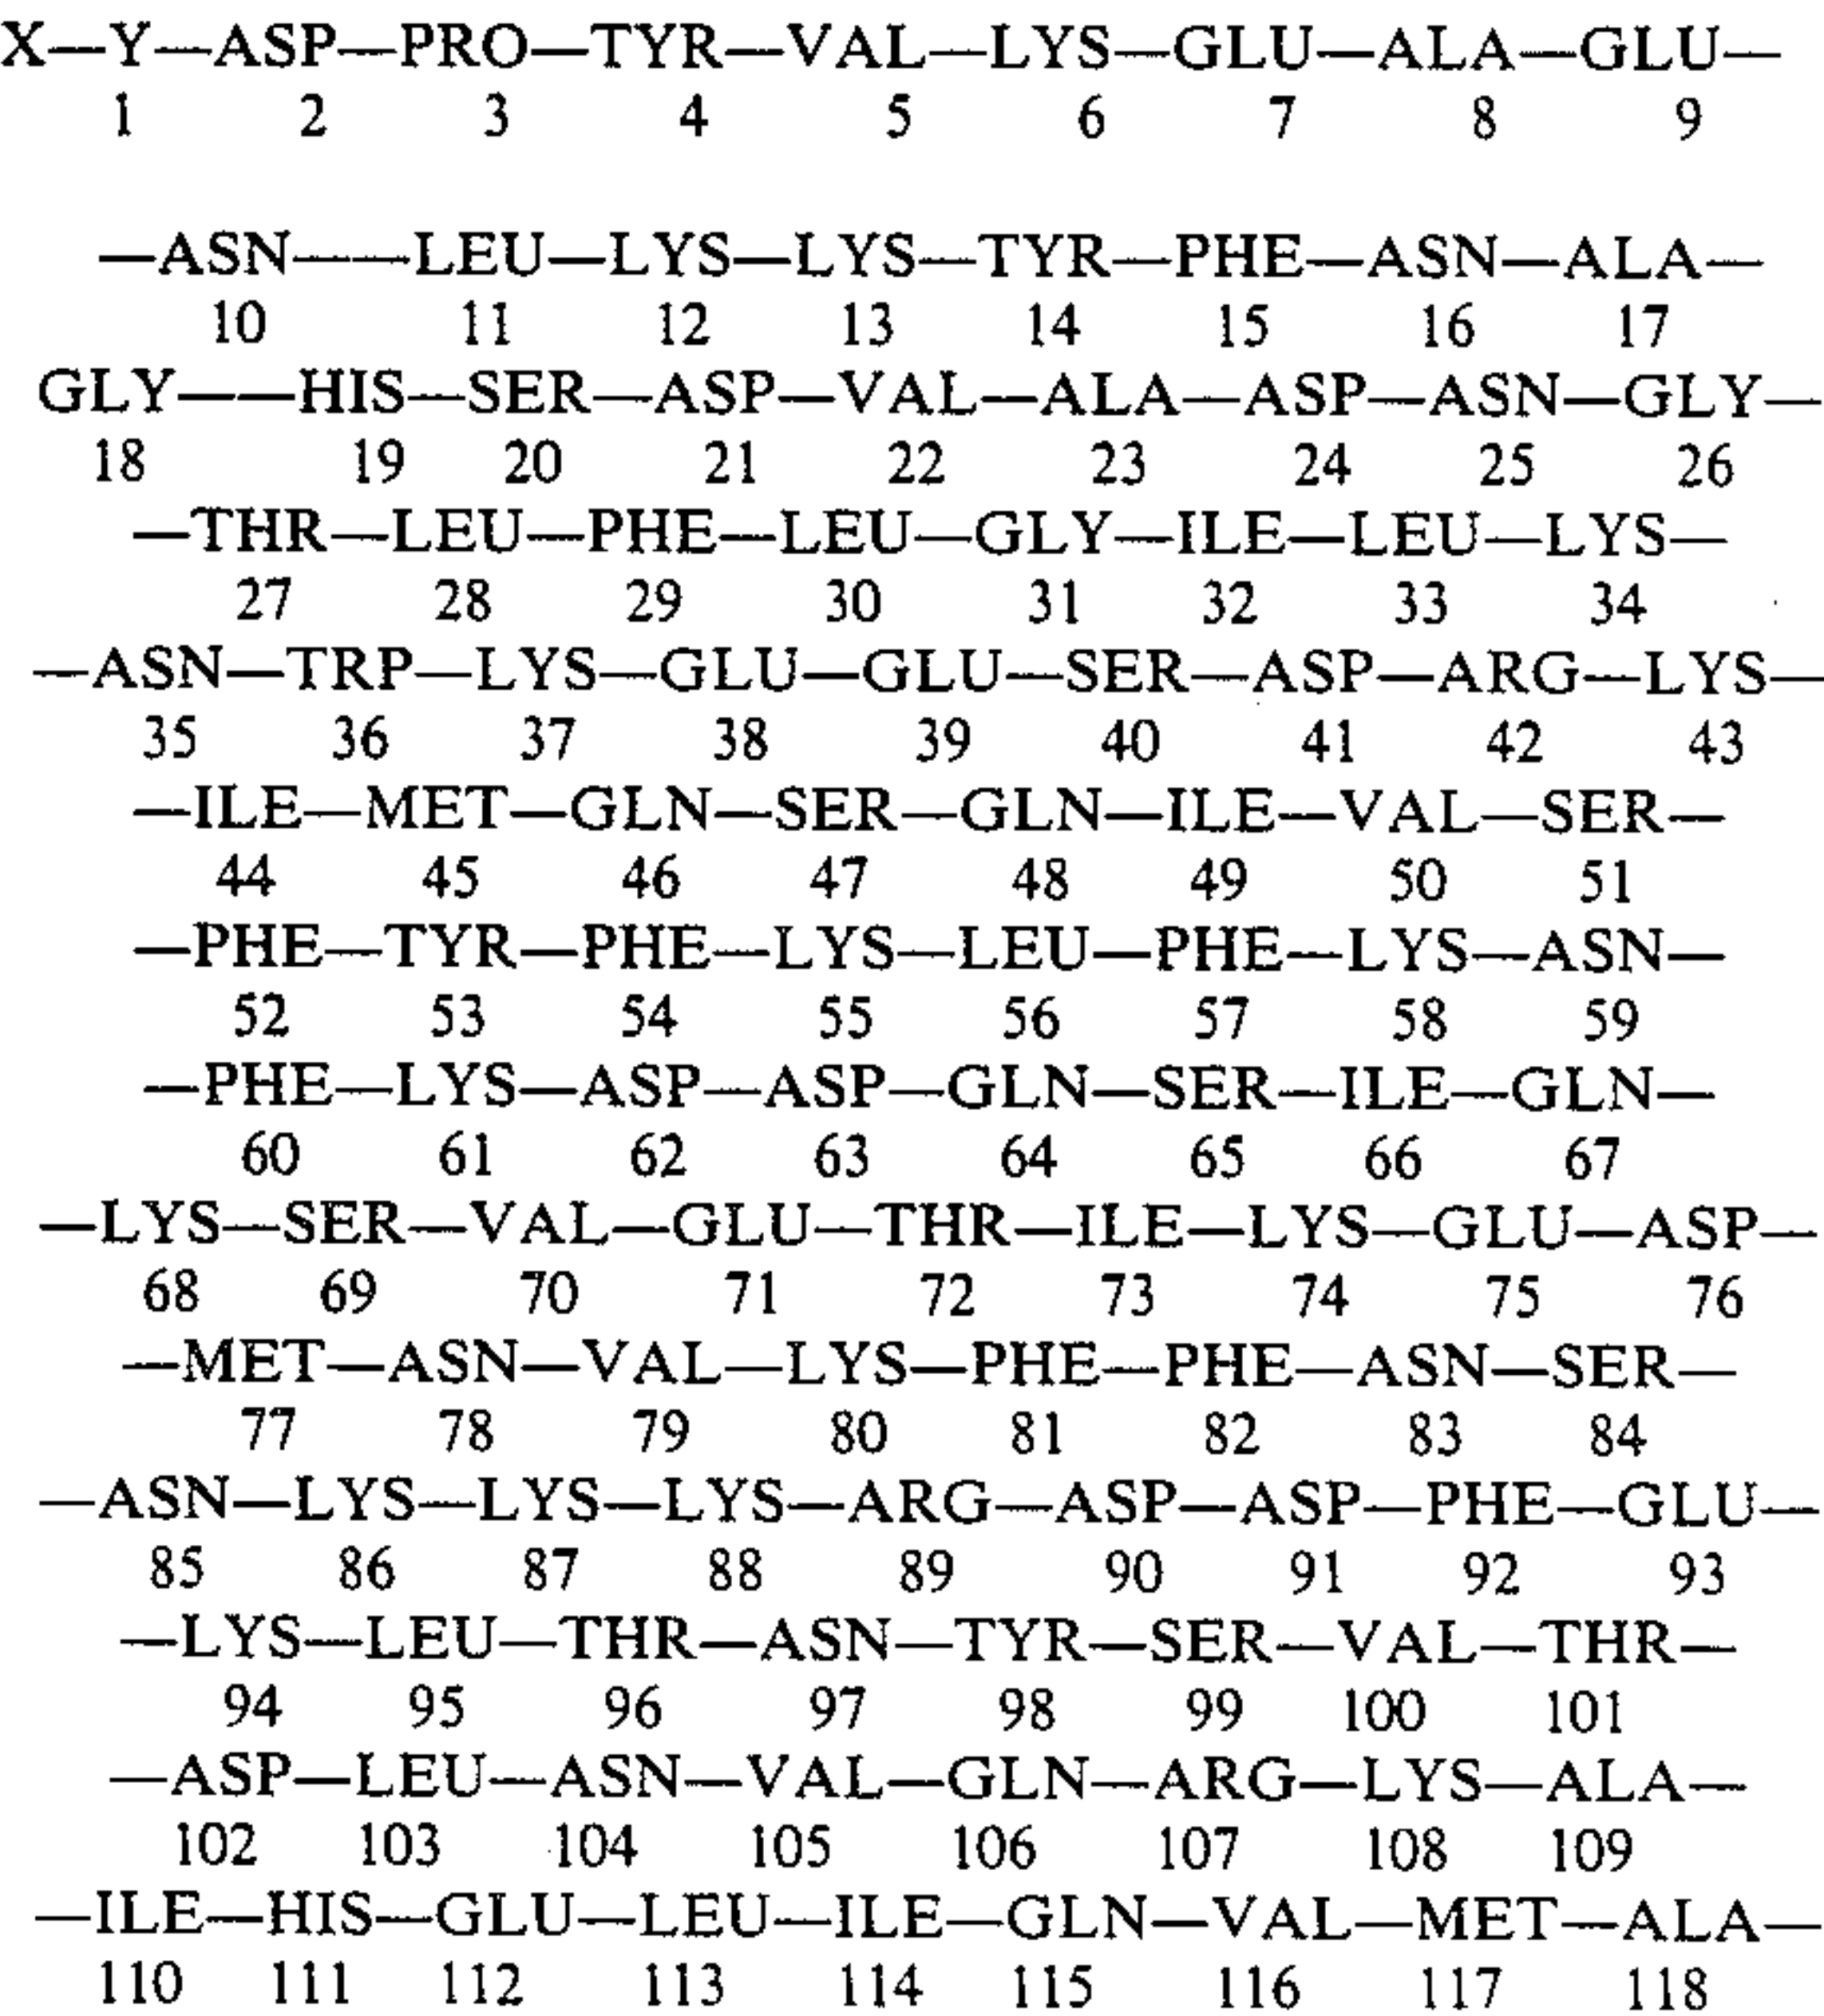 X—Y—ASP—PRO—TYR—VAL—LYS—GLU—ALA—GLU—
1 2 3 4 5 6 7 8 9
—ASN——LEU—LYS—LYS—TYR—PHE—ASN—ALA—
10 11 12 13 14 15 16 17
GLY——HIS—SER—ASP—VAL—ALA—ASP—ASN—GLY—
18 19 20 21 22 23 24 25 26
—THR—LEU—PHE—LEU—GLY—ILE—LEU—LYS—
27 28 29 30 31 32 33 34
—ASN—TRP—LYS—GLU—GLU—SER—ASP—ARG—LYS—
35 36 37 38 39 40 41 42 43
—ILE—MET—GLN—SER—GLN—ILE—VAL—SER—
44 45 46 47 48 49 50 51
—PHE—TYR—PHE—LYS—LEU—PHE—LYS—ASN—
52 53 54 55 56 57 58 59
—PHE—LYS—ASP—ASP—GLN—SER—ILE—GLN—
60 61 62 63 64 65 66 67
—LYS—SER—VAL—GLU—THR—ILE—LYS—GLU—ASP—
68 69 70 71 72 73 74 75 76
—MET—ASN—VAL—LYS—PHE—PHE—ASN—SER—
77 78 79 80 81 82 83 84
—ASN—LYS—LYS—LYS—ARG—ASP—ASP—PHE—GLU—
85 86 87 88 89 90 91 92 93
—LYS—LEU—THR—ASN—TYR—SER—VAL—THR—
94 95 96 97 98 99 100 101
—ASP—LEU—ASN—VAL—GLN—ARG—LYS—ALA—
102 103 104 105 106 107 108 109
—ILE—HIS—GLU—LEU—ILE—GLN—VAL—MET—ALA—
110 111 112 113 114 115 116 117 118